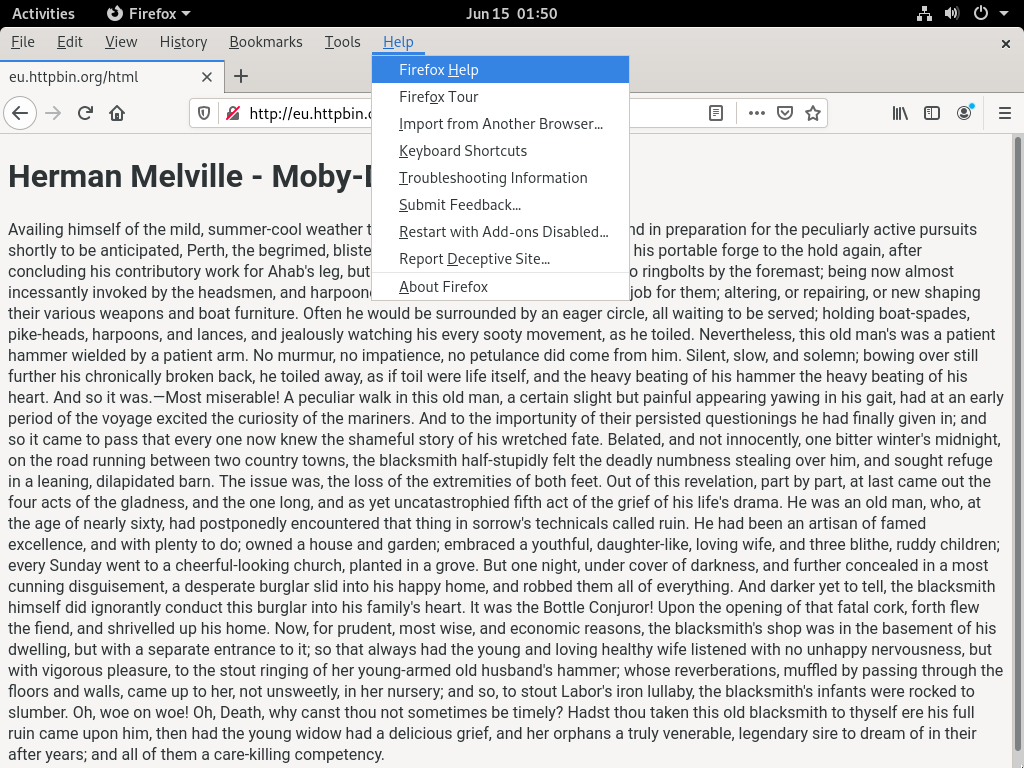 Activities Firefox Jun 15 01:50
File Edit View History Bookmarks Tools Help
eu.httpbin.org/html
http://eu.httpbin.
Firefox Help
Firefox Tour
Import from Another Browser...
Keyboard Shortcuts
Troubleshooting Information
Submit Feedback...
Restart with Add-ons Disabled...
Report Deceptive Site...
About Firefox
Herman Melville - Moby-
Availing himself of the mild, summer-cool weather in preparation for the peculiarly active pursuits
shortly to be anticipated, Perth, the begrimed, his portable forge to the hold again, after
concluding his contributory work for Ahab's leg, but ringbolts by the foremast; being now almost
incessantly invoked by the headsmen, and job for them; altering, or repairing, or new shaping
their various weapons and boat furniture. Often he would be surrounded by an eager circle, all waiting to be served; holding boat-spades,
pike-heads, harpoons, and lances, and jealously watching his every sooty movement, as he toiled. Nevertheless, this old man's was a patient
hammer wielded by a patient arm. No murmur, no impatience, no petulance did come from him. Silent, slow, and solemn; bowing over still
further his chronically broken back, he toiled away, as if toil were life itself, and the heavy beating of his hammer the heavy beating of his
heart. And so it was.—Most miserable! A peculiar walk in this old man, a certain slight but painful appearing yawing in his gait, had at an early
period of the voyage excited the curiosity of the mariners. And to the importunity of their persisted questionings he had finally given in; and
so it came to pass that every one now knew the shameful story of his wretched fate. Belated, and not innocently, one bitter winter's midnight,
on the road running between two country towns, the blacksmith half-stupidly felt the deadly numbness stealing over him, and sought refuge
in a leaning, dilapidated barn. The issue was, the loss of the extremities of both feet. Out of this revelation, part by part, at last came out the
four acts of the gladness, and the one long, and as yet uncatastrophied fifth act of the grief of his life's drama. He was an old man, who, at
the age of nearly sixty, had postponedly encountered that thing in sorrow's technicals called ruin. He had been an artisan of famed
excellence, and with plenty to do; owned a house and garden; embraced a youthful, daughter-like, loving wife, and three blithe, ruddy children;
every Sunday went to a cheerful-looking church, planted in a grove. But one night, under cover of darkness, and further concealed in a most
cunning disguisement, a desperate burglar slid into his happy home, and robbed them all of everything. And darker yet to tell, the blacksmith
himself did ignorantly conduct this burglar into his family's heart. It was the Bottle Conjuror! Upon the opening of that fatal cork, forth flew
the fiend, and shrivelled up his home. Now, for prudent, most wise, and economic reasons, the blacksmith's shop was in the basement of his
dwelling, but with a separate entrance to it; so that always had the young and loving healthy wife listened with no unhappy nervousness, but
with vigorous pleasure, to the stout ringing of her young-armed old husband's hammer; whose reverberations, muffled by passing through the
floors and walls, came up to her, not unsweetly, in her nursery; and so, to stout Labor's iron lullaby, the blacksmith's infants were rocked to
slumber. Oh, woe on woe! Oh, Death, why canst thou not sometimes be timely? Hadst thou taken this old blacksmith to thyself ere his full
ruin came upon him, then had the young widow had a delicious grief, and her orphans a truly venerable, legendary sire to dream of in their
after years; and all of them a care-killing competency.